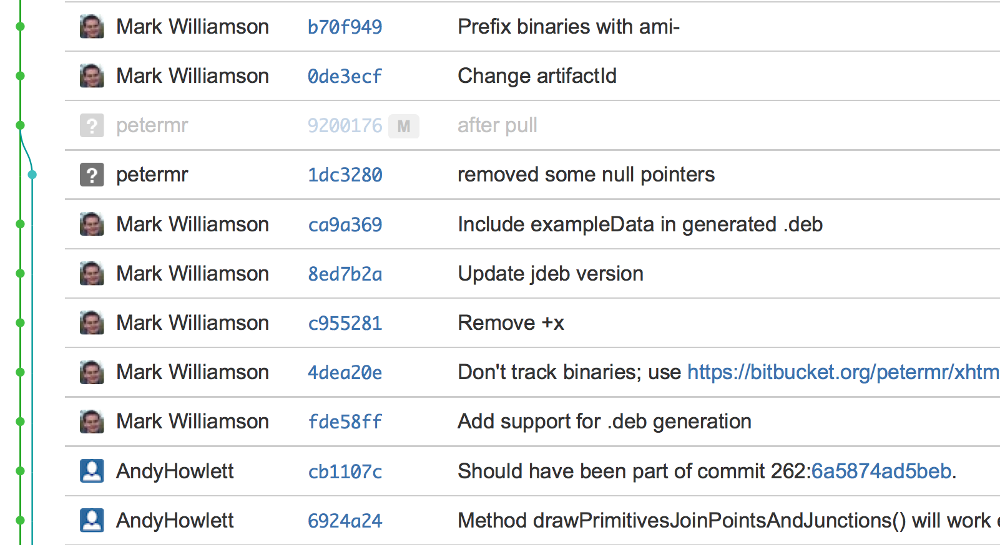 Mark Williamson b70f949 Prefix binaries with ami-
Mark Williamson 0de3ecf Change artifactId
? petermr 9200176 M after pull
? petermr 1dc3280 removed some null pointers
Mark Williamson ca9a369 Include exampleData in generated .deb
Mark Williamson 8ed7b2a Update jdeb version
Mark Williamson c955281 Remove +x
Mark Williamson 4dea20e Don't track binaries; use https://bitbucket.org/petermr/xhtm
Mark Williamson fde58ff Add support for .deb generation
AndyHowlett cb1107c Should have been part of commit 262:6a5874ad5beb.
AndyHowlett 6924a24 Method drawPrimitivesJoinPointsAndJunctions() will work